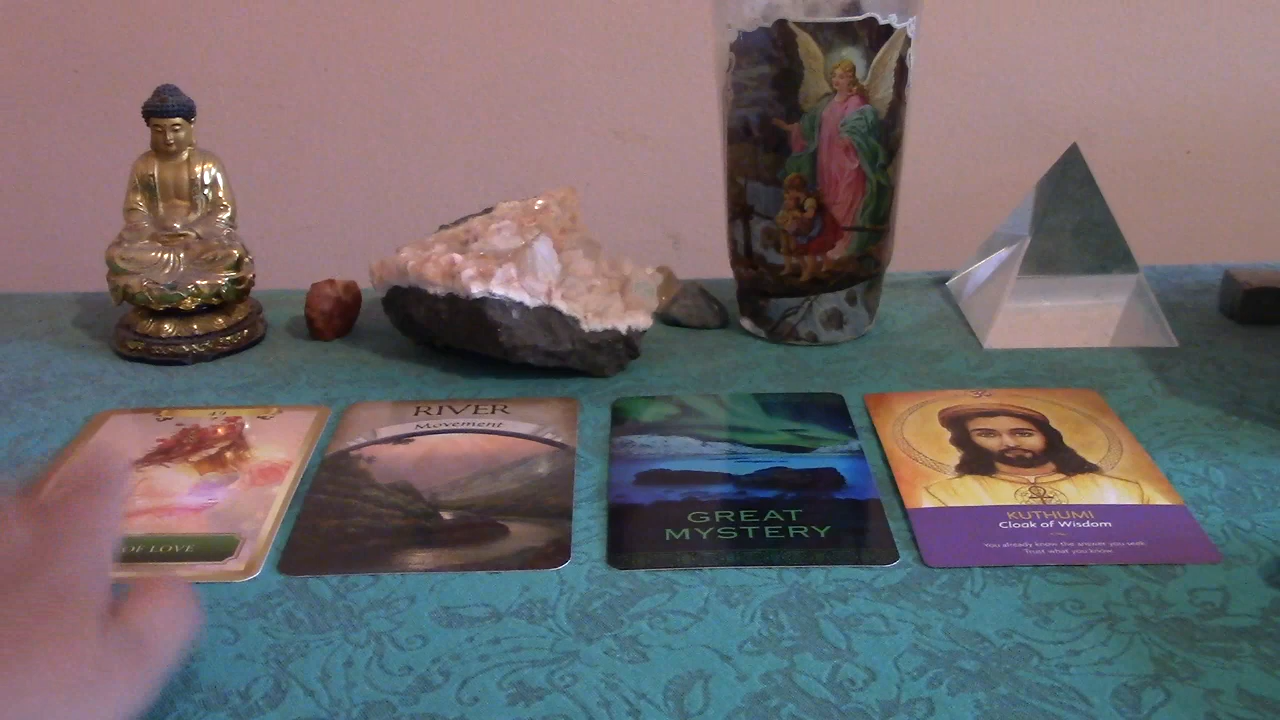 49
OF LOVE
RIVER
Movement
GREAT
MYSTERY
KUTHUMI
Cloak of Wisdom
You already know the answer you seek.
Trust what you know.